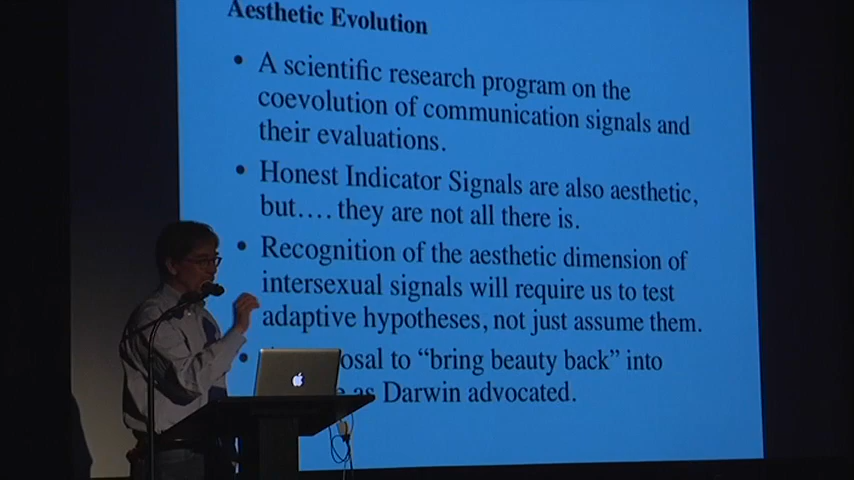 Aesthetic Evolution
• A scientific research program on the
coevolution of communication signals and
their evaluations.
• Honest Indicator Signals are also aesthetic,
but.... they are not all there is.
• Recognition of the aesthetic dimension of
intersexual signals will require us to test
adaptive hypotheses, not just assume them.
• to “bring beauty back” into
as Darwin advocated.